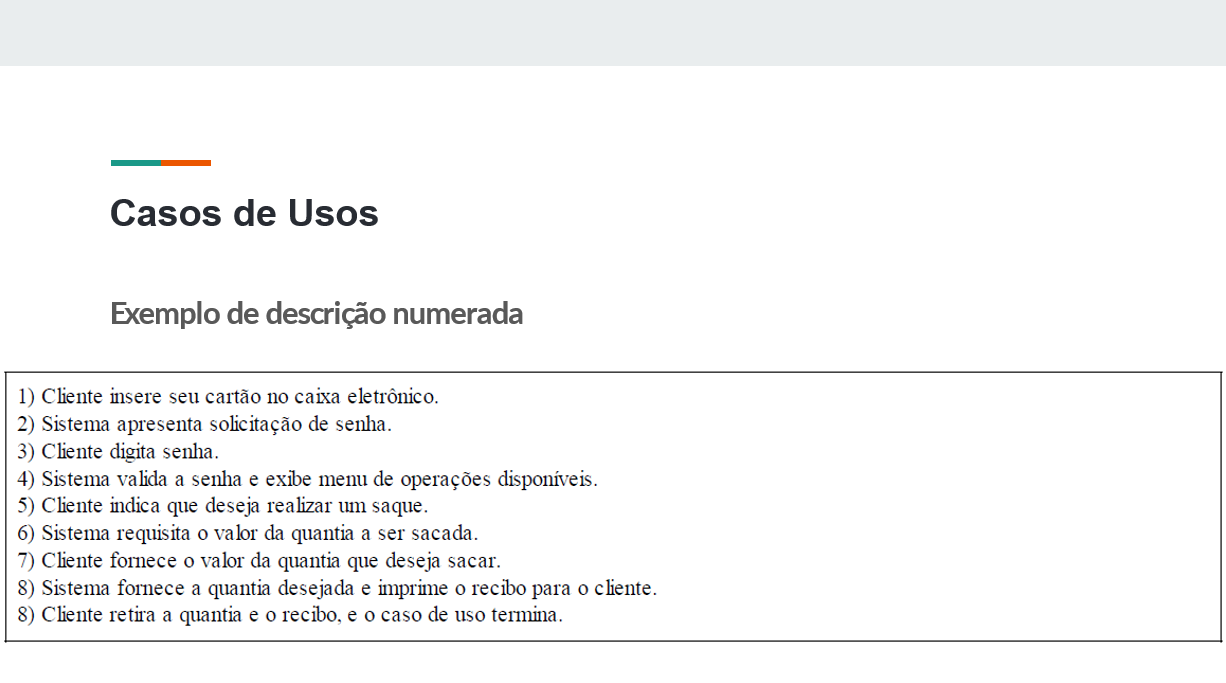 Casos de Usos
Exemplo de descrição numerada
1) Cliente insere seu cartão no caixa eletrônico.
2) Sistema apresenta solicitação de senha.
3) Cliente digita senha.
4) Sistema valida a senha e exibe menu de operações disponíveis.
5) Cliente indica que deseja realizar um saque.
6) Sistema requisita o valor da quantia a ser sacada.
7) Cliente fornece o valor da quantia que deseja sacar.
8) Sistema fornece a quantia desejada e imprime o recibo para o cliente.
8) Cliente retira a quantia e o recibo, e o caso de uso termina.